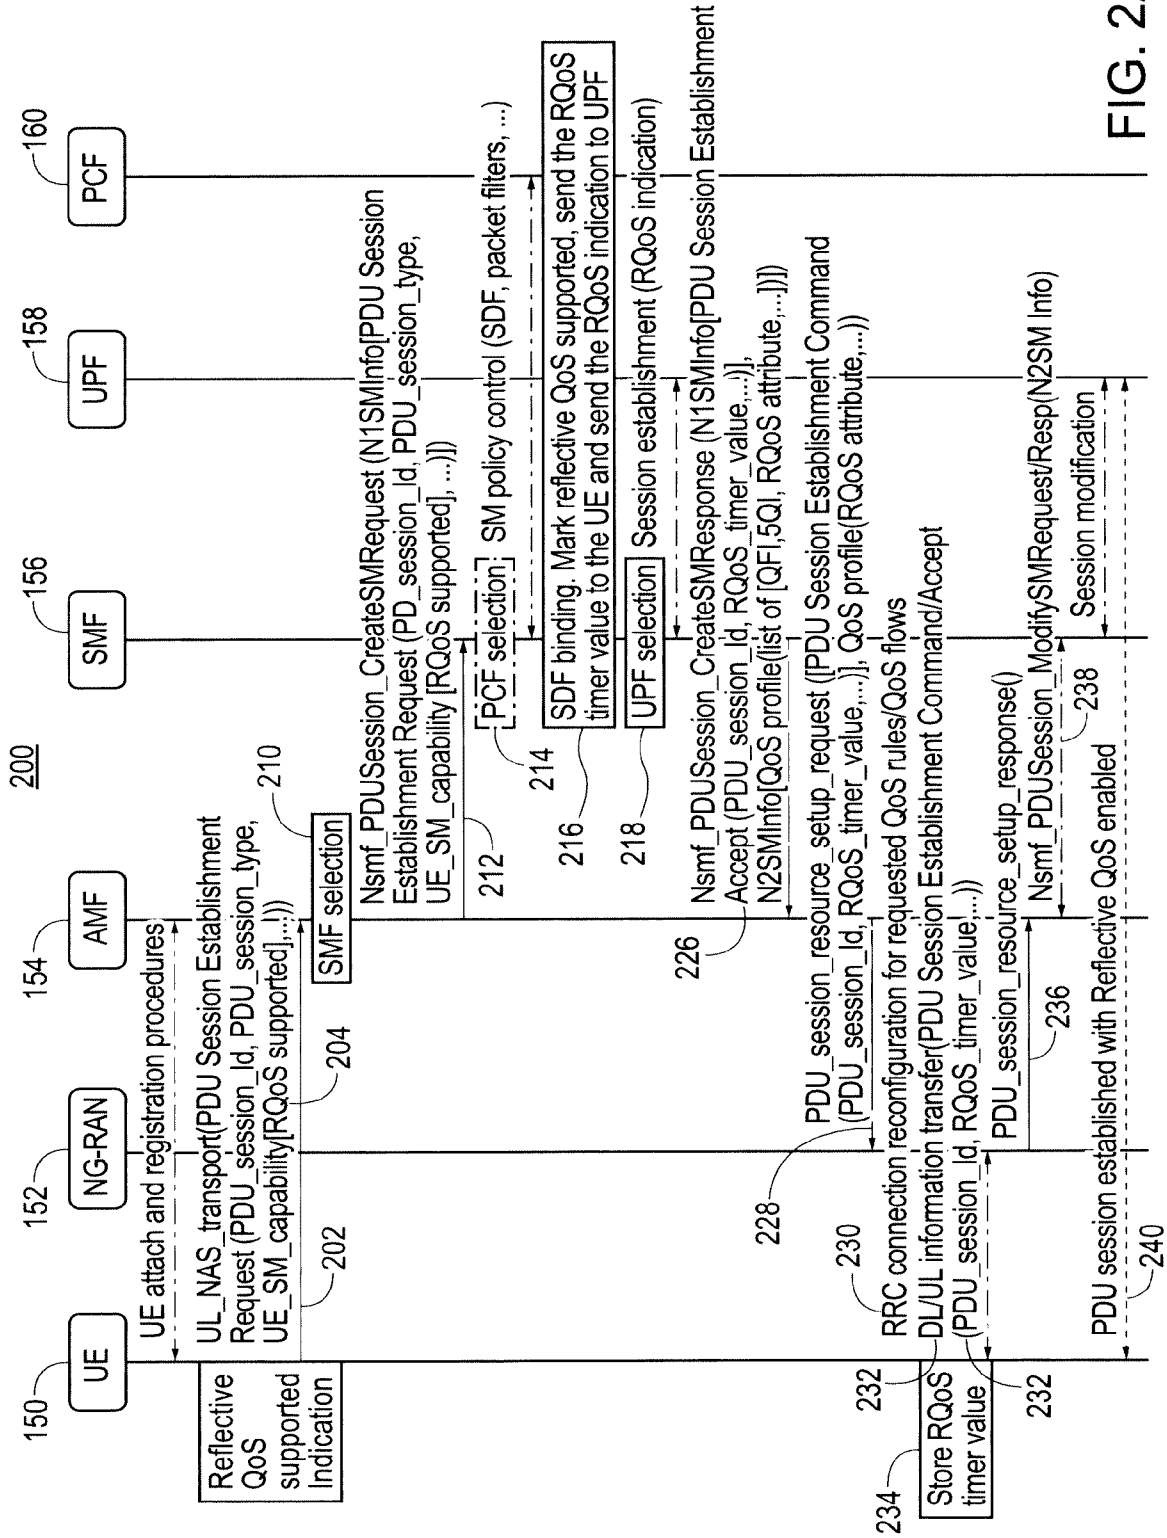 200
150
152
154
156
158
160
UE
NG-RAN
AMF
SMF
UPF
PCF
UE attach and registration procedures
Reflective
QoS
supported
Indication
UL_NAS_transport(PDU Session Establishment
Request (PDU_session_Id, PDU_session_type,
UE_SM_capability[RQoS supported],...))
202
204
SMF selection
210
Nsmf_PDUSession_CreateSMRequest (N1SMInfo[PDU Session
Establishment Request (PD_session_Id, PDU_session_type,
UE_SM_capability [RQoS supported], ...)])
212
PCF selection
SM policy control (SDF, packet filters, ...)
214
SDF binding. Mark reflective QoS supported, send the RQoS
timer value to the UE and send the RQoS indication to UPF
216
UPF selection
Session establishment (RQoS indication)
218
Nsmf_PDUSession_CreateSMResponse (N1SMInfo[PDU Session Establishment
Accept (PDU_session_Id, RQoS_timer_value,...)],
N2SMInfo[QoS profile(list of [QFI,5QI, RQoS attribute,...])])
226
PDU_session_resource_setup_request ([PDU Session Establishment Command
(PDU_session_Id, RQoS_timer_value,...)], QoS profile(RQoS attribute,...))
228
230
RRC connection reconfiguration for requested QoS rules/QoS flows
DL/UL information transfer(PDU Session Establishment Command/Accept
(PDU_session_Id, RQoS_timer_value,...))
232
232
Store RQoS
timer value
234
PDU_session_resource_setup_response()
236
Nsmf_PDUSession_ModifySMRequest/Resp(N2SM Info)
238
Session modification
PDU session established with Reflective QoS enabled
240
FIG. 2